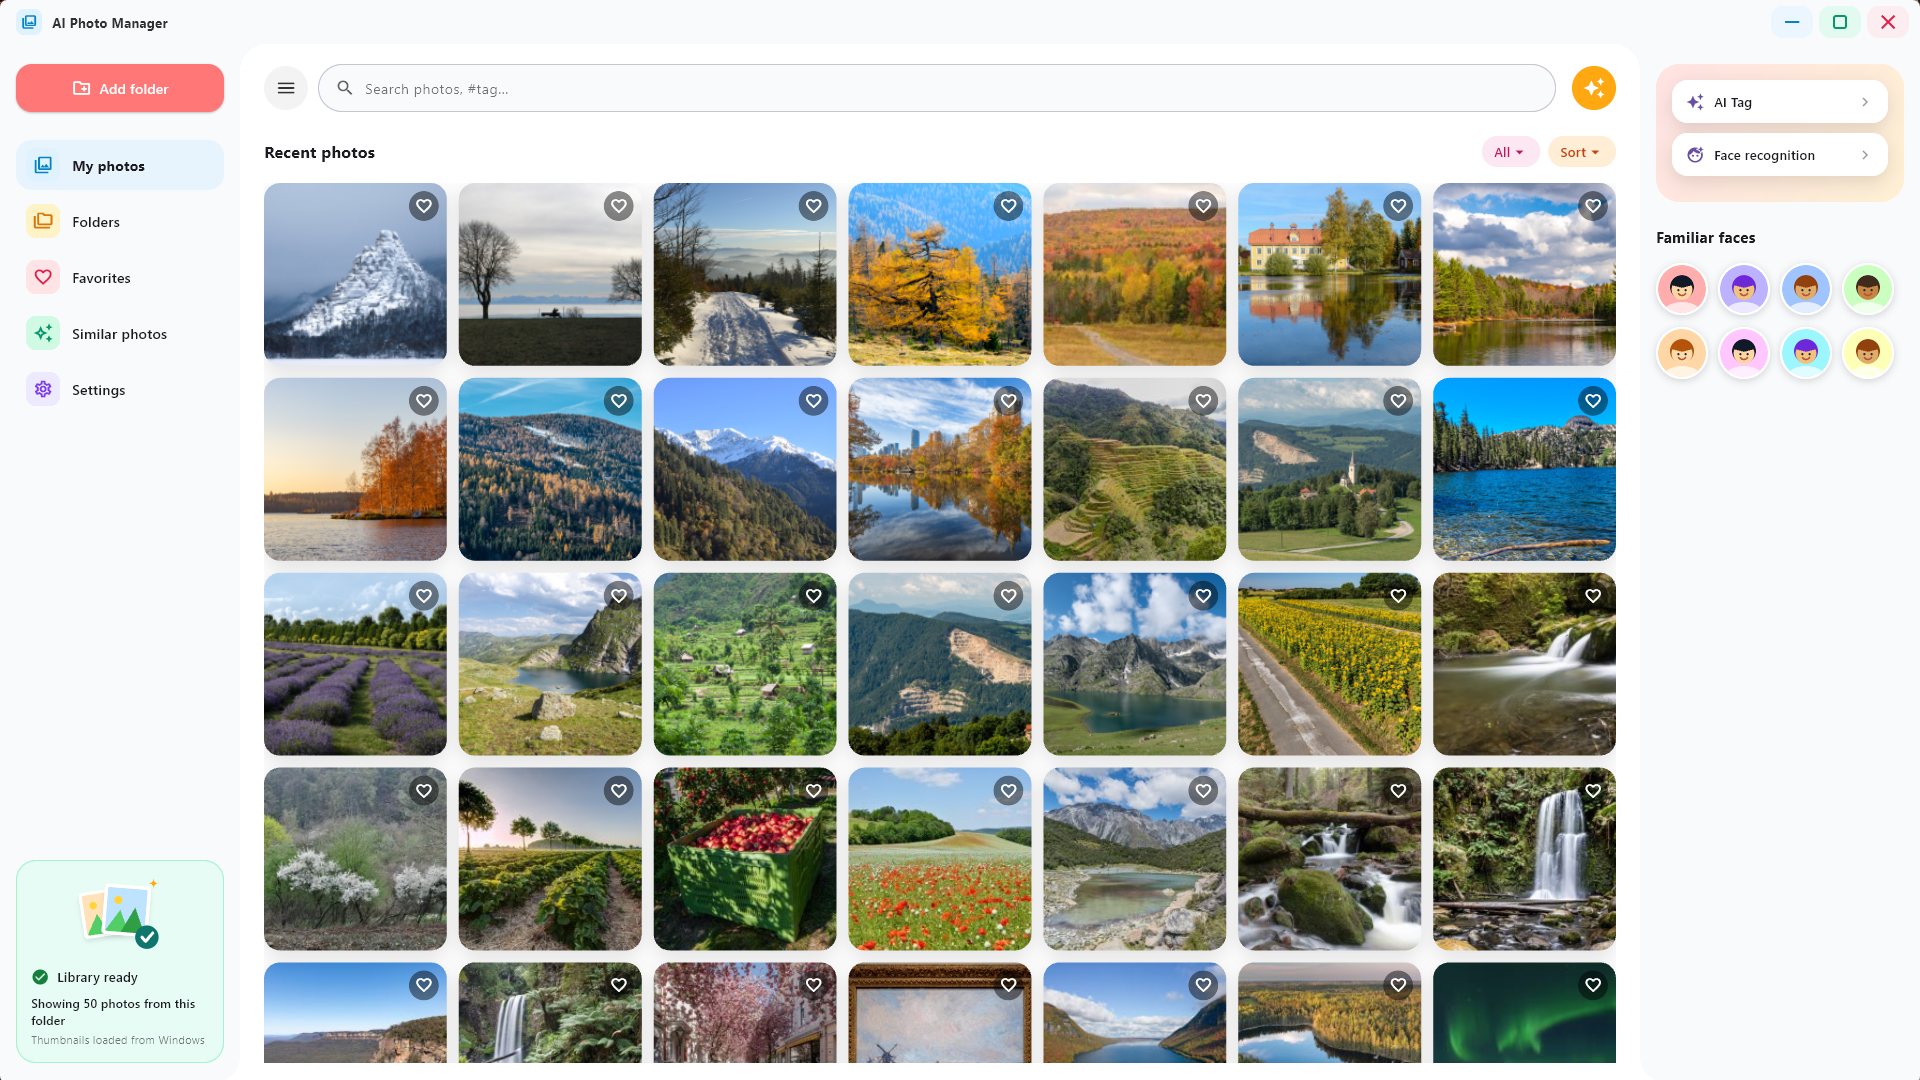 AI Photo Manager
Add folder
My photos
Folders
Favorites
Similar photos
Settings
Library ready
Showing 50 photos from this
folder
Thumbnails loaded from Windows
Search photos, #tag...
Recent photos
All
Sort
AI Tag
Face recognition
Familiar faces